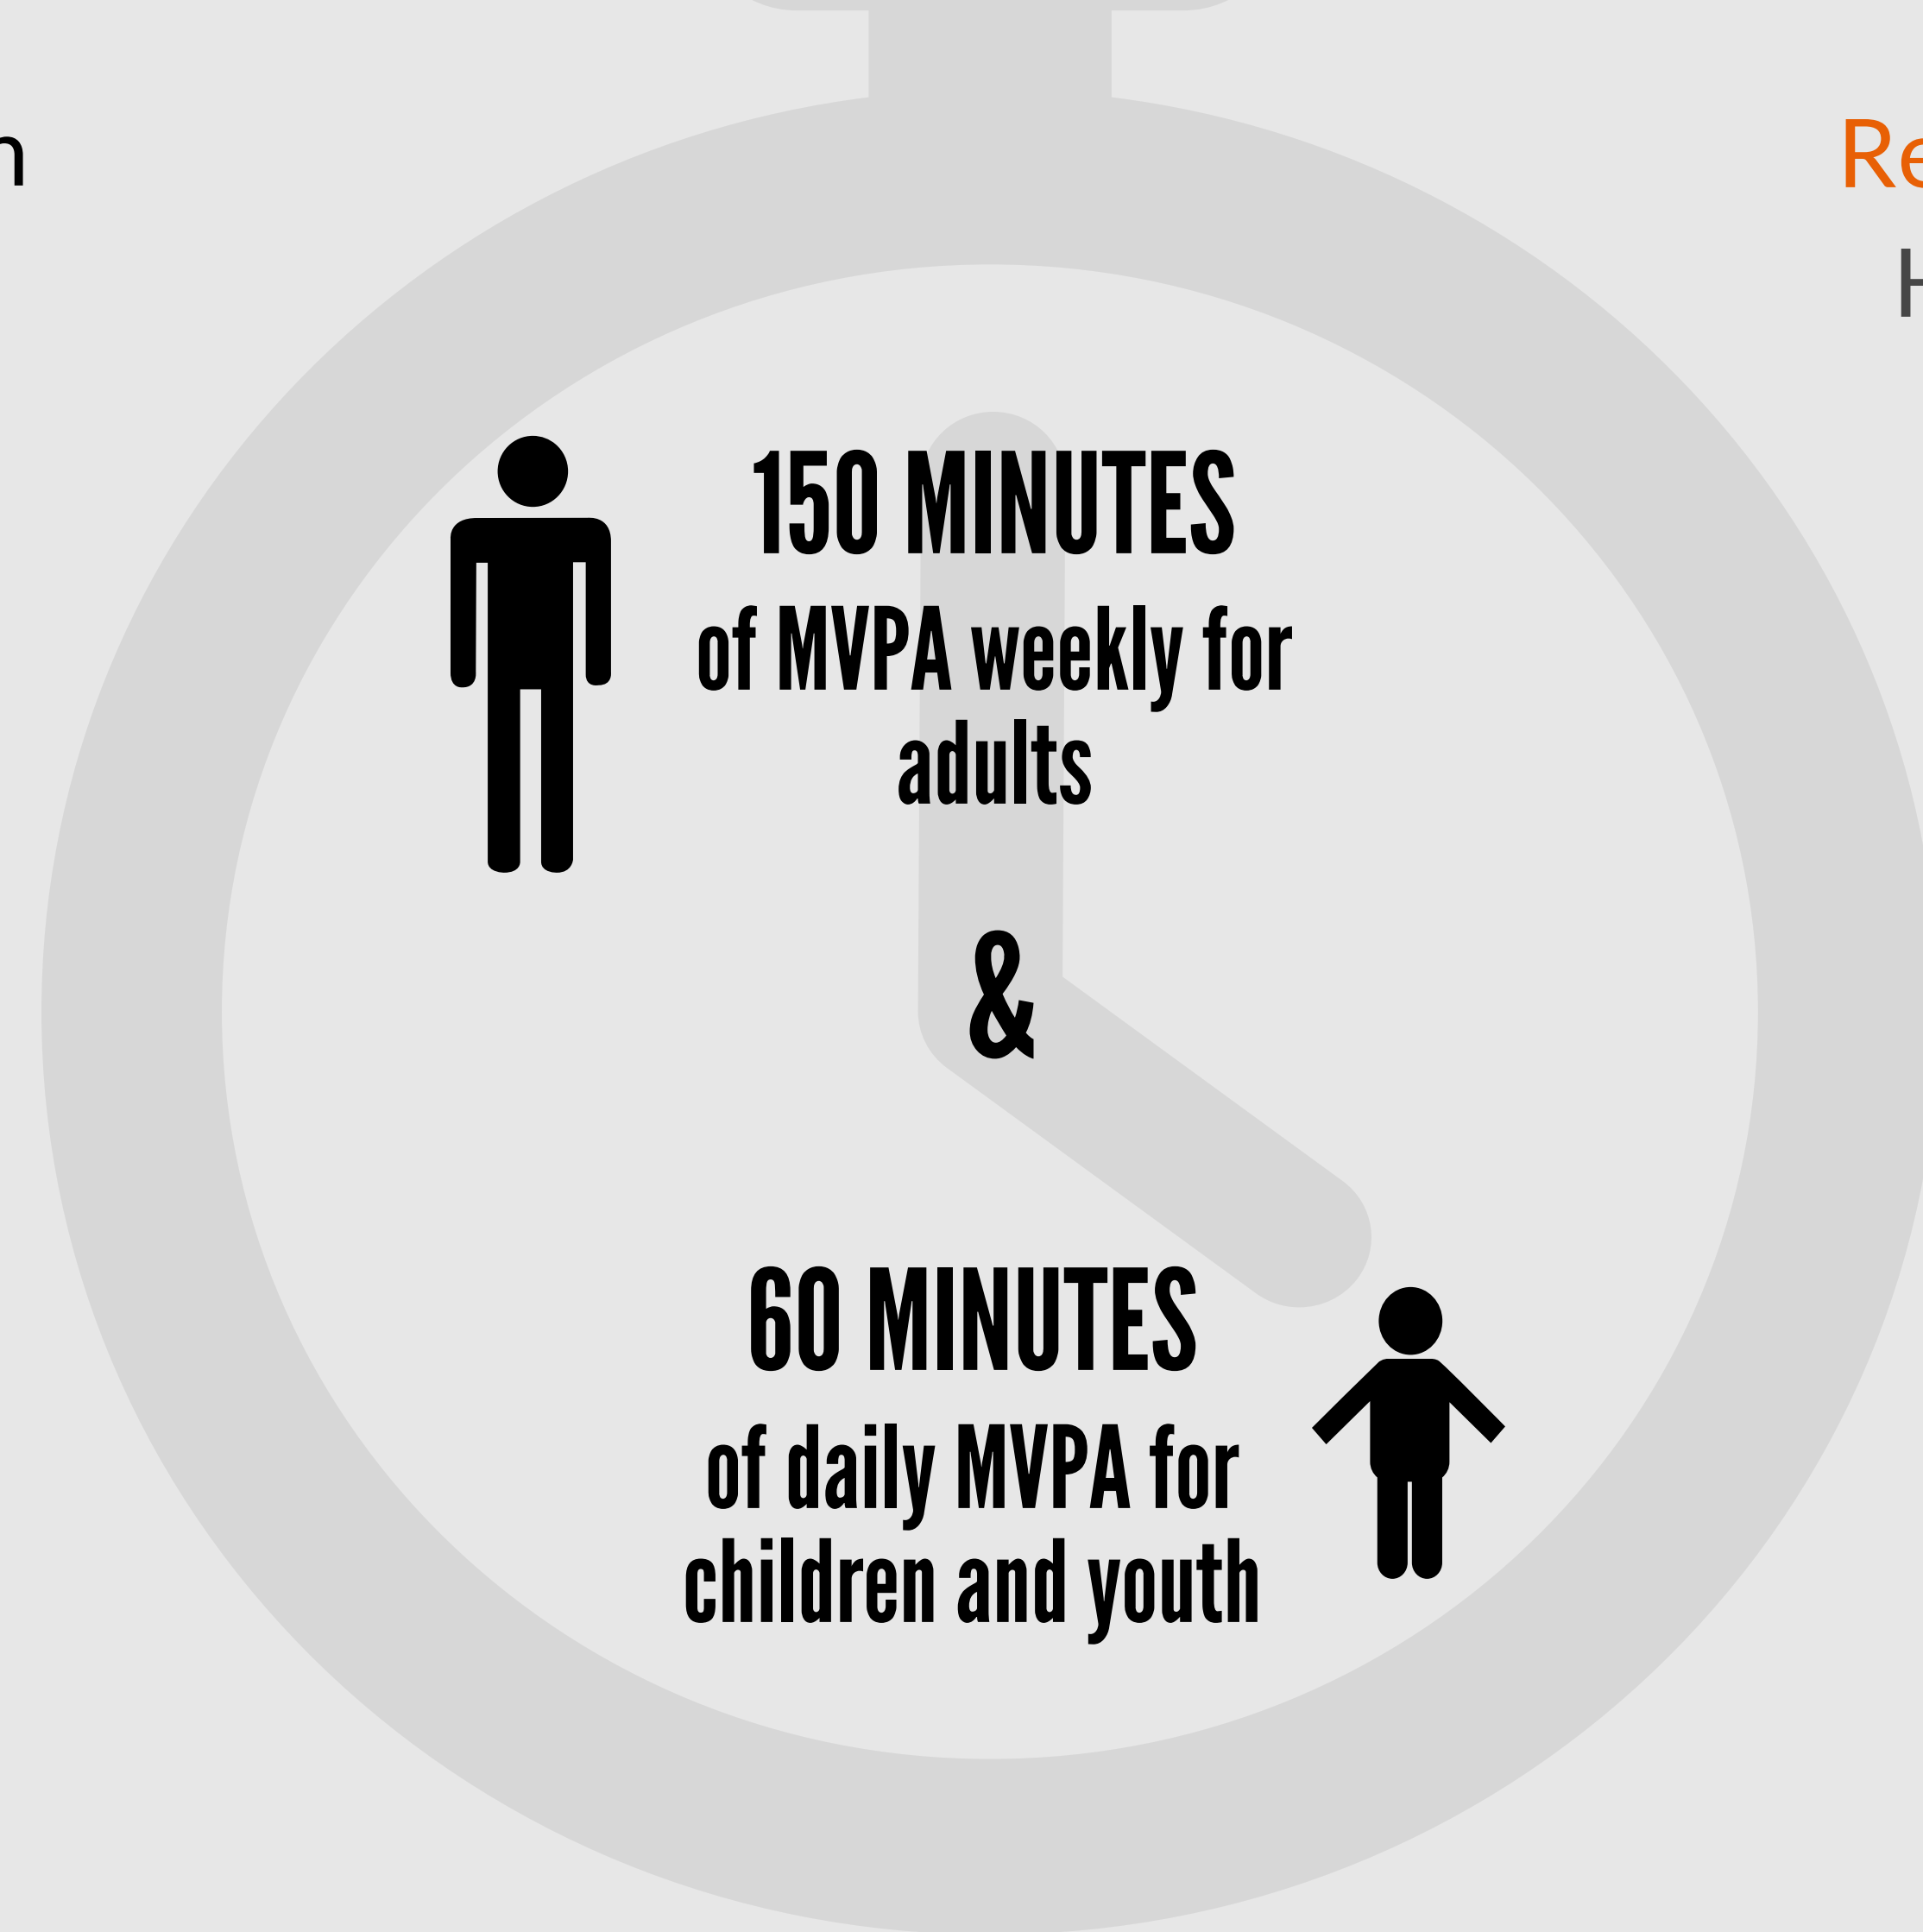 150 MINUTES
of MVPA weekly for
adults
&
60 MINUTES
of daily MVPA for
children and youth